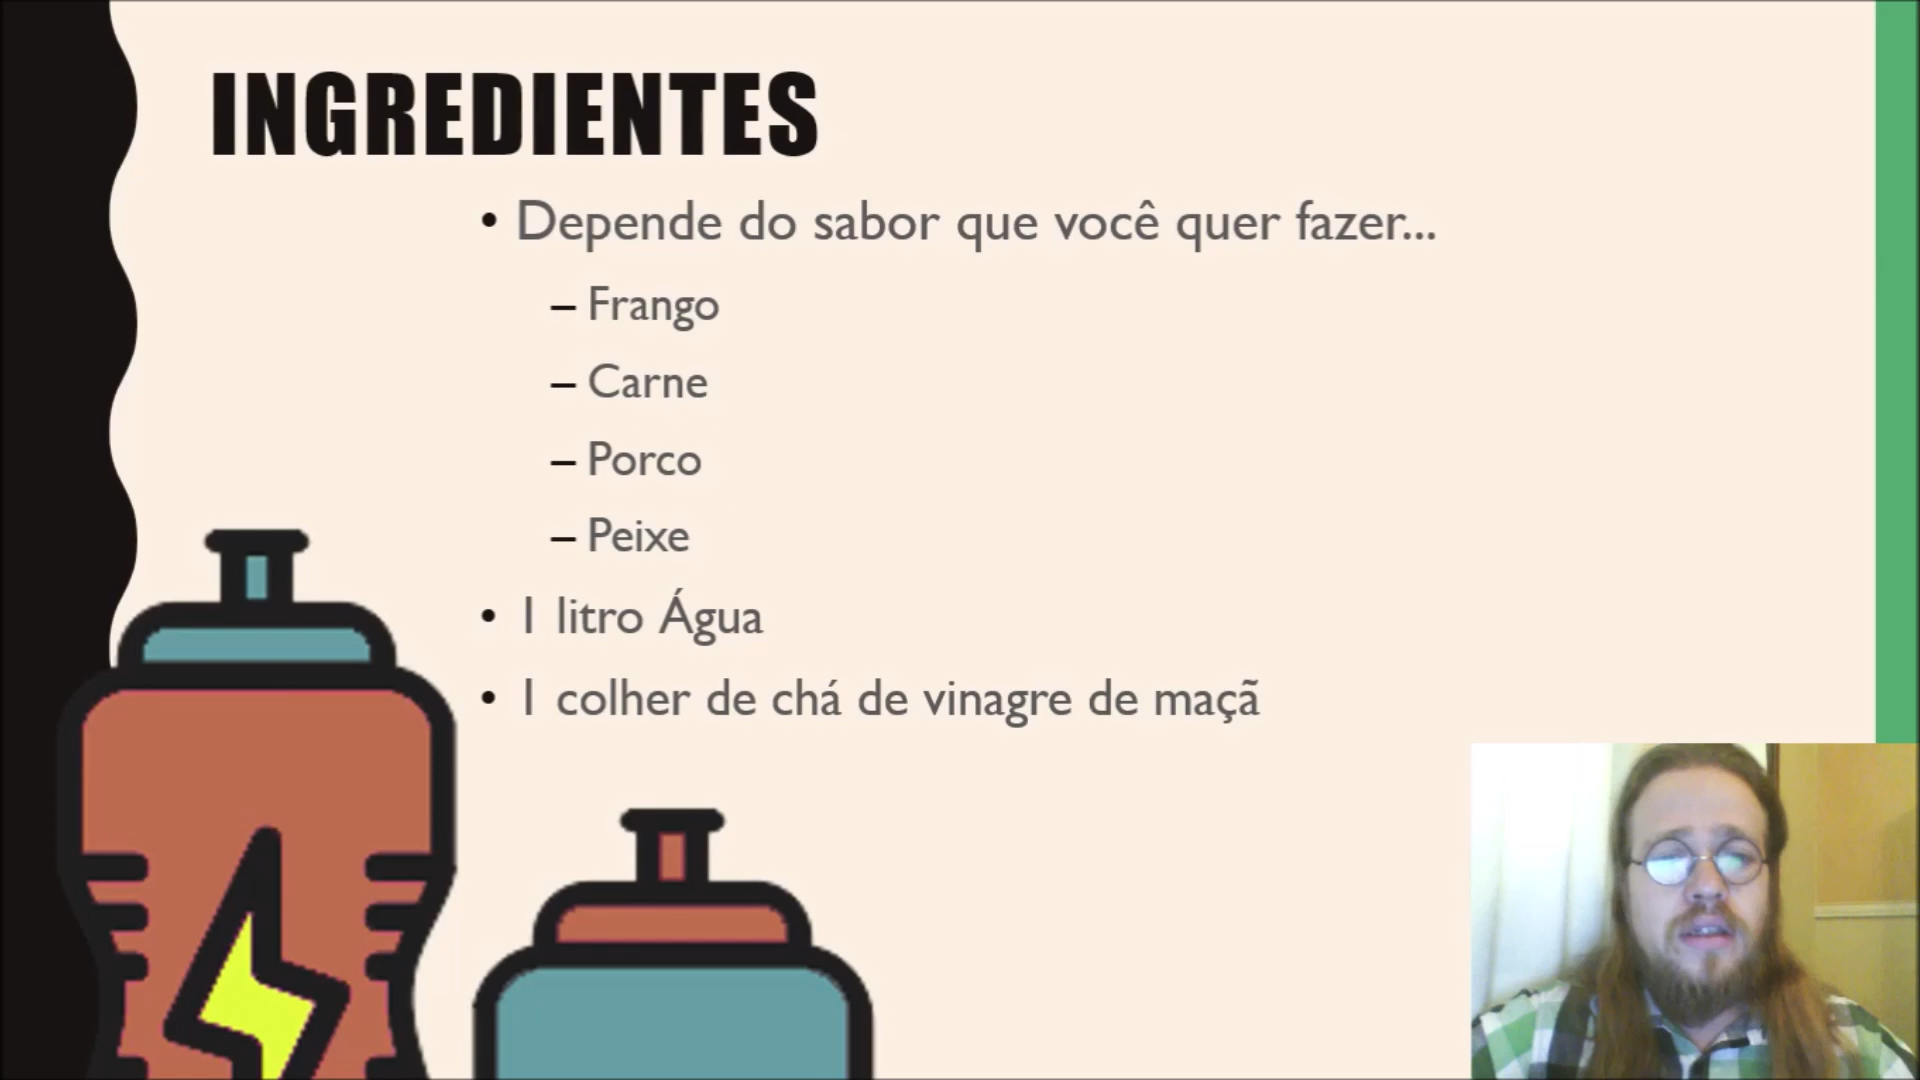 INGREDIENTES
• Depende do sabor que você quer fazer...
– Frango
– Carne
– Porco
– Peixe
• 1 litro Água
• 1 colher de chá de vinagre de maçã